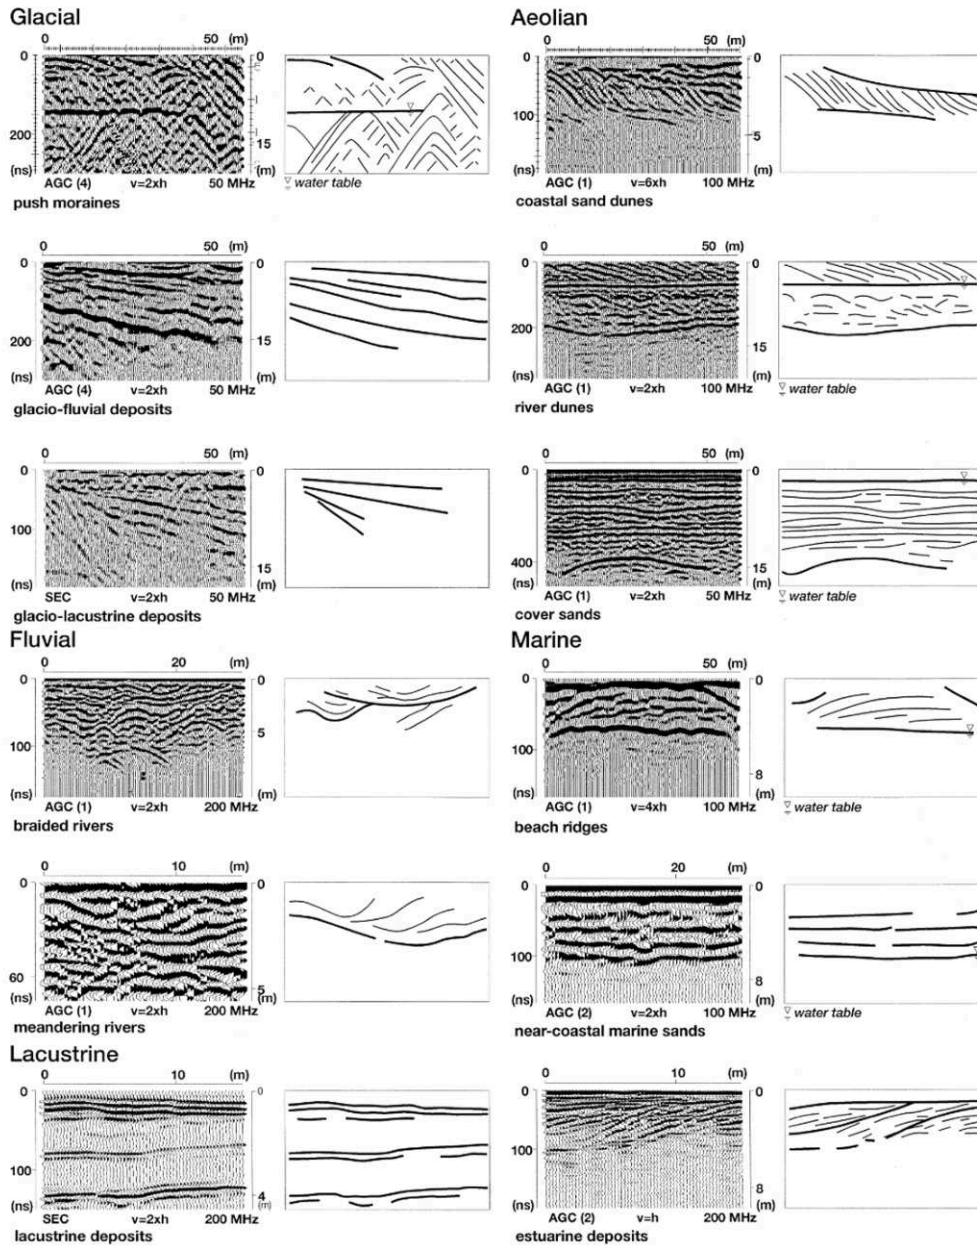 Glacial
0 50 (m)
0 0
200 15
(ns) (m)
AGC (4) v=2xh 50 MHz
water table
push moraines
0 50 (m)
0 0
200 15
(ns) (m)
AGC (4) v=2xh 50 MHz
glacio-fluvial deposits
0 50 (m)
0 0
100 15
(ns) (m)
SEC v=2xh 50 MHz
glacio-lacustrine deposits
Fluvial
0 20 (m)
0 0
100 5
(ns) (m)
AGC (1) v=2xh 200 MHz
braided rivers
0 10 (m)
0 0
60 5
(ns) (m)
AGC (1) v=2xh 200 MHz
meandering rivers
Lacustrine
0 10 (m)
0 0
100 4
(ns) (m)
SEC v=2xh 200 MHz
lacustrine deposits
Aeolian
0 50 (m)
0 0
100 5
(ns) (m)
AGC (1) v=6xh 100 MHz
coastal sand dunes
0 50 (m)
0 0
200 15
(ns) (m)
AGC (1) v=2xh 100 MHz
water table
river dunes
0 50 (m)
0 0
400 15
(ns) (m)
AGC (1) v=2xh 50 MHz
water table
cover sands
Marine
0 50 (m)
0 0
100 8
(ns) (m)
AGC (1) v=4xh 100 MHz
water table
beach ridges
0 20 (m)
0 0
100 8
(ns) (m)
AGC (2) v=2xh 100 MHz
water table
near-coastal marine sands
0 10 (m)
0 0
100 8
(ns) (m)
AGC (2) v=h 200 MHz
estuarine deposits